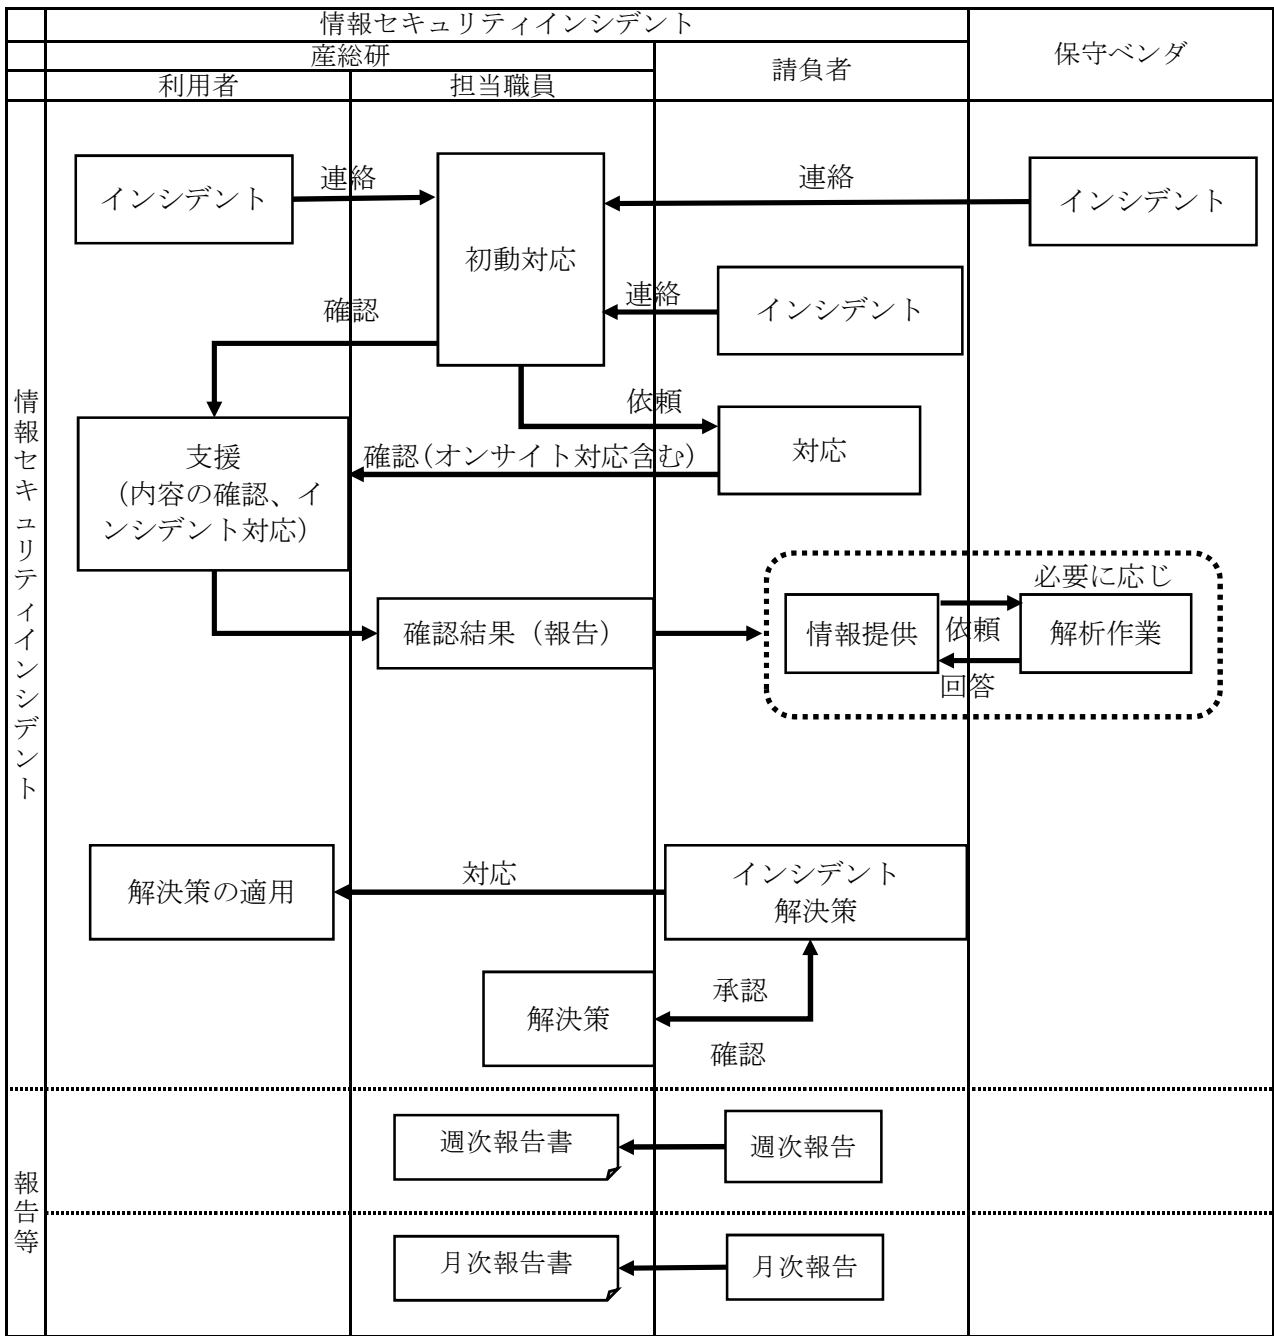 情報セキュリティインシデント
産総研
利用者
担当職員
請負者
保守ベンダ
情報セキュリティインシデント
インシデント
連絡
初動対応
連絡
インシデント
連絡
インシデント
確認
依頼
対応
支援
（内容の確認、イ
ンシデント対応）
確認（オンサイト対応含む）
確認結果（報告）
必要に応じ
情報提供
依頼
解析作業
回答
解決策の適用
対応
インシデント
解決策
解決策
承認
確認
報告等
週次報告書
週次報告
月次報告書
月次報告